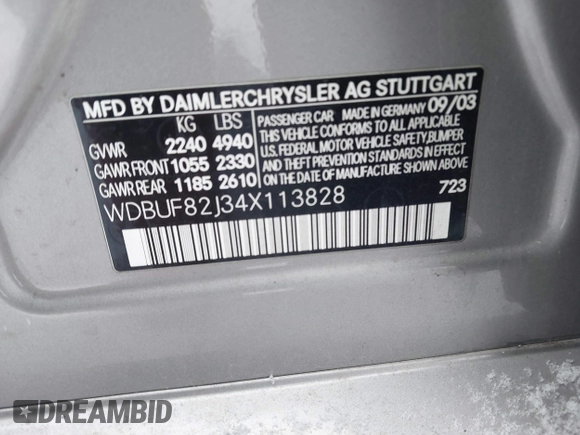 MFD BY DAIMLERCHRYSLER AG STUTTGART
KG LBS
GVWR 2240 4940
GAWR FRONT 1055 2330
GAWR REAR 1185 2610
PASSENGER CAR MADE IN GERMANY 09/03
THIS VEHICLE CONFORMS TO ALL APPLICABLE
U.S. FEDERAL MOTOR VEHICLE SAFETY,BUMPER
AND THEFT PREVENTION STANDARDS IN EFFECT
ON THE DATE OF MANUFACTURE SHOWN ABOVE.
WDBUF82J34X113828
723
DREAMBID